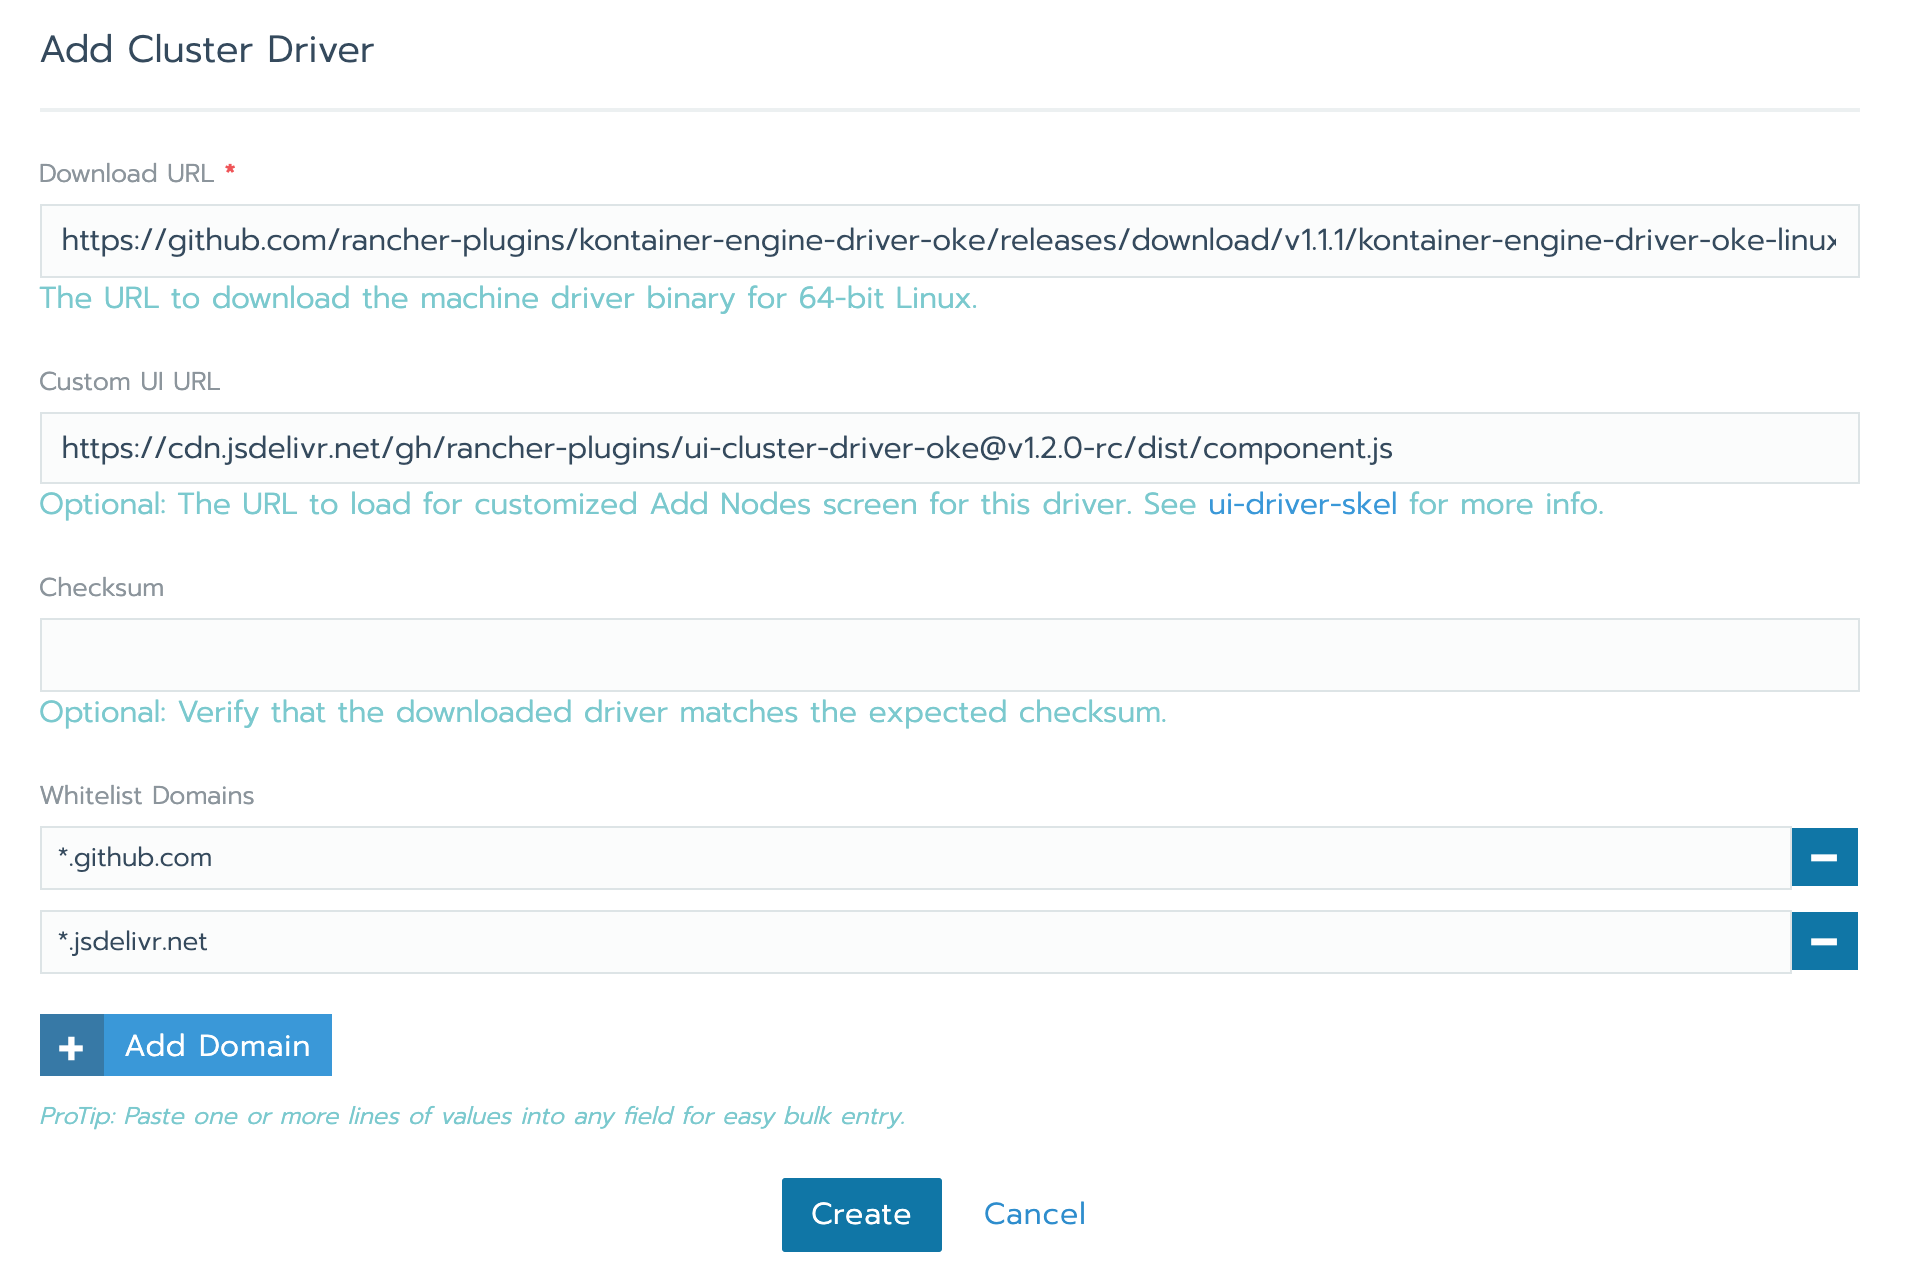 Add Cluster Driver
Download URL *
https://github.com/rancher-plugins/kontainer-engine-driver-oke/releases/download/v1.1.1/kontainer-engine-driver-oke-linux
The URL to download the machine driver binary for 64-bit Linux.
Custom UI URL
https://cdn.jsdelivr.net/gh/rancher-plugins/ui-cluster-driver-oke@v1.2.0-rc/dist/component.js
Optional: The URL to load for customized Add Nodes screen for this driver. See ui-driver-skel for more info.
Checksum
Optional: Verify that the downloaded driver matches the expected checksum.
Whitelist Domains
*.github.com
*.jsdelivr.net
+ Add Domain
ProTip: Paste one or more lines of values into any field for easy bulk entry.
Create Cancel